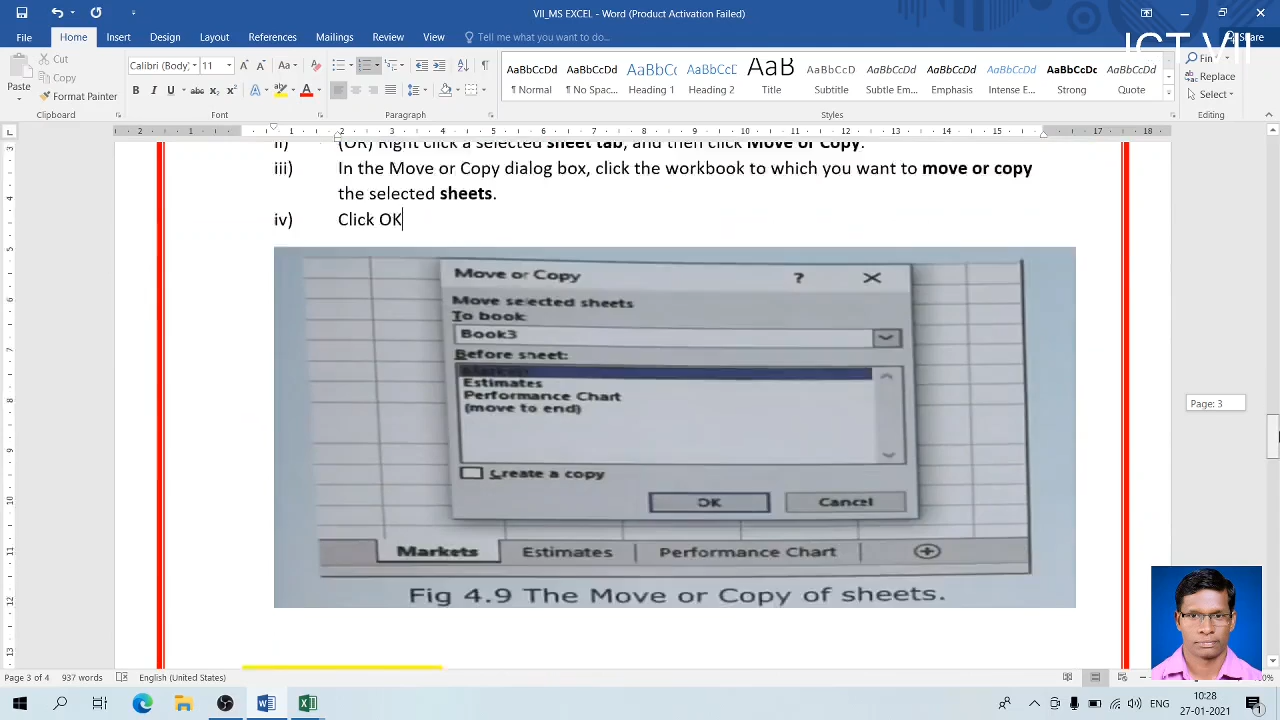 VII_MS EXCEL - Word (Product Activation Failed)
ICT VII
File Home Insert Design Layout References Mailings Review View Tell me what you want to do... Share
Paste
Cut
Copy
Format Painter
Clipboard
Calibri (Body) 11
Font
Paragraph
AaBbCcDd AaBbCcDd AaBbCc AaBbCcC AaB AaBbCcD AaBbCcDd AaBbCcDd AaBbCcDd AaBbCcDc AaBbCcDd
¶ Normal ¶ No Spac... Heading 1 Heading 2 Title Subtitle Subtle Em... Emphasis Intense E... Strong Quote
Styles
Replace
Select
Editing
ii) (OR) Right click a selected sheet tab, and then click Move or Copy.
iii) In the Move or Copy dialog box, click the workbook to which you want to move or copy
the selected sheets.
iv) Click OK
Move or Copy ? ×
Move selected sheets
To book:
Book3
Before sheet:
Estimates
Performance Chart
(move to end)
Create a copy
OK Cancel
Markets Estimates Performance Chart
Fig 4.9 The Move or Copy of sheets.
Page: 3
Page 3 of 4 937 words English (United States)
ENG 10:28
27-01-2021